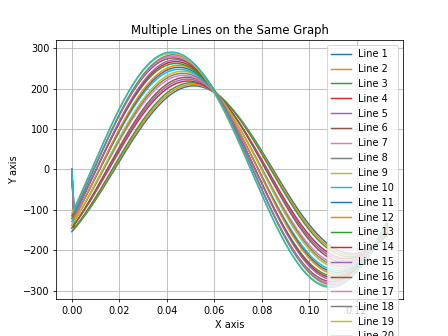 Multiple Lines on the Same Graph
Y axis
300
200
100
0
−100
−200
−300
0.00
0.02
0.04
0.06
0.08
0.10
X axis
Line 1
Line 2
Line 3
Line 4
Line 5
Line 6
Line 7
Line 8
Line 9
Line 10
Line 11
Line 12
Line 13
Line 14
Line 15
Line 16
Line 17
Line 18
Line 19
Line 20